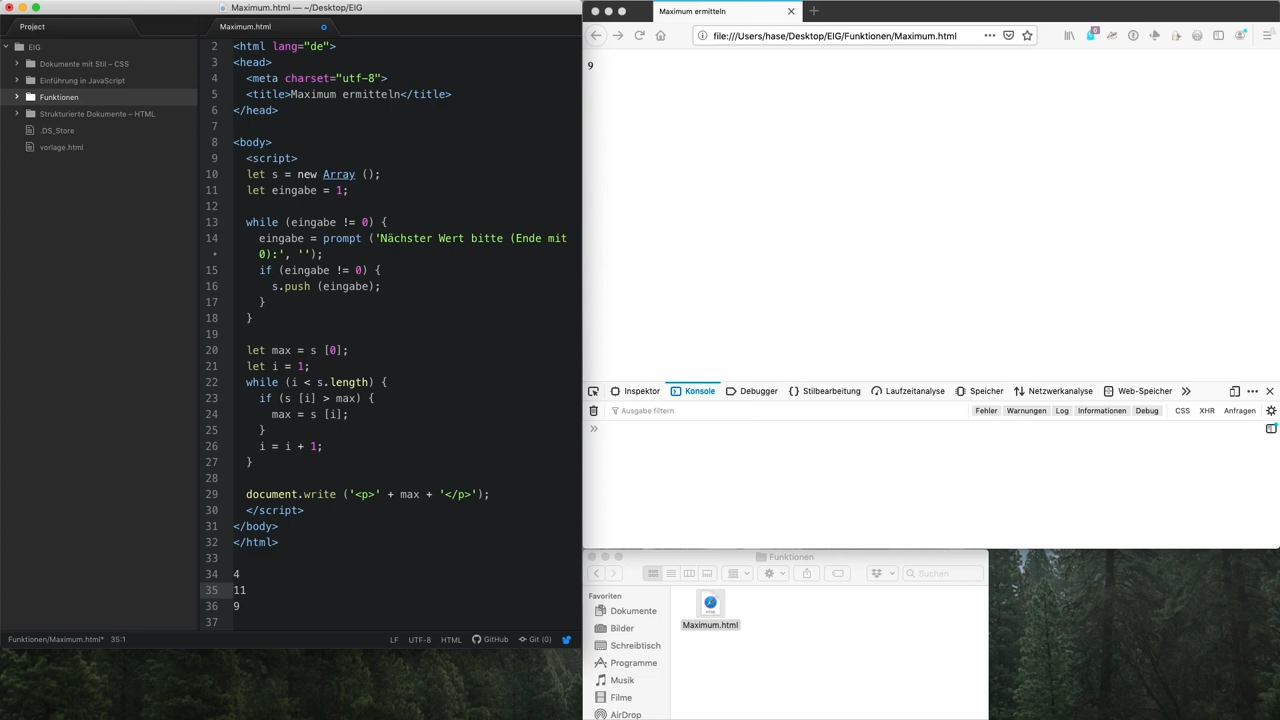 Maximum.html — ~/Desktop/EIG
Project
Maximum.html
EIG
Dokumente mit Stil – CSS
Einführung in JavaScript
Funktionen
Strukturierte Dokumente – HTML
.DS_Store
vorlage.html
2 <html lang="de">
3 <head>
4 <meta charset="utf-8">
5 <title>Maximum ermitteln</title>
6 </head>
7
8 <body>
9 <script>
10 let s = new Array ();
11 let eingabe = 1;
12
13 while (eingabe != 0) {
14 eingabe = prompt ('Nächster Wert bitte (Ende mit
• 0):', '');
15 if (eingabe != 0) {
16 s.push (eingabe);
17 }
18 }
19
20 let max = s [0];
21 let i = 1;
22 while (i < s.length) {
23 if (s [i] > max) {
24 max = s [i];
25 }
26 i = i + 1;
27 }
28
29 document.write ('<p>' + max + '</p>');
30 </script>
31 </body>
32 </html>
33
34 4
35 11
36 9
37
Funktionen/Maximum.html* 35:1 LF UTF-8 HTML GitHub Git (0)
Maximum ermitteln
file:///Users/hase/Desktop/EIG/Funktionen/Maximum.html
9
Inspektor Konsole Debugger Stilbearbeitung Laufzeitanalyse Speicher Netzwerkanalyse Web-Speicher
Ausgabe filtern Fehler Warnungen Log Informationen Debug CSS XHR Anfragen
Funktionen
Suchen
Favoriten
Dokumente
Bilder
Schreibtisch
Programme
Musik
Filme
AirDrop
Maximum.html